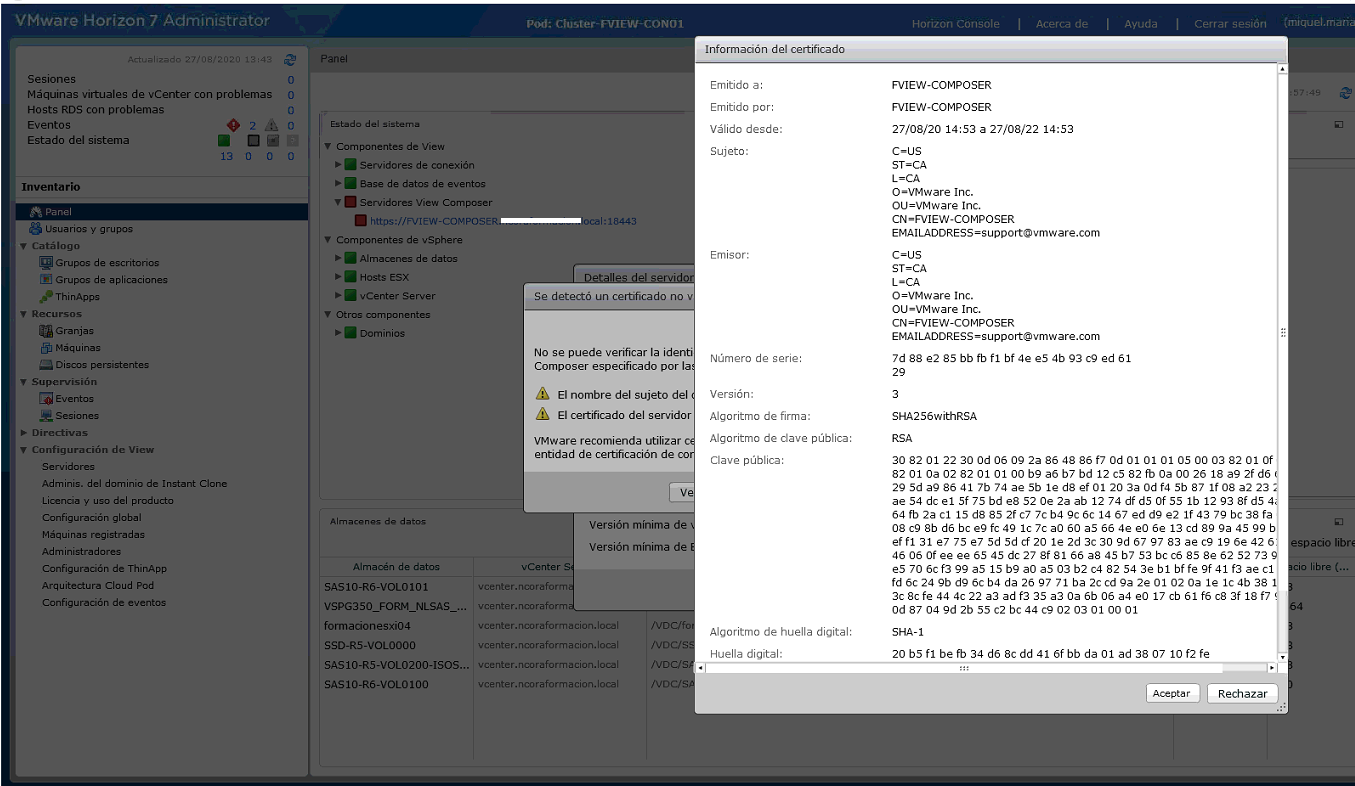 VMware Horizon 7 Administrator
Pod: Cluster-FVIEW-CON01
Horizon Console | Acerca de | Ayuda | Cerrar sesión (miquel.maria
Actualizado 27/08/2020 13:43
Sesiones 0
Máquinas virtuales de vCenter con problemas 0
Hosts RDS con problemas 0
Eventos 2 0
Estado del sistema
13 0 0 0
Inventario
Panel
Usuarios y grupos
Catálogo
Grupos de escritorios
Grupos de aplicaciones
ThinApps
Recursos
Granjas
Máquinas
Discos persistentes
Supervisión
Eventos
Sesiones
Directivas
Configuración de View
Servidores
Adminis. del dominio de Instant Clone
Licencia y uso del producto
Configuración global
Máquinas registradas
Administradores
Configuración de ThinApp
Arquitectura Cloud Pod
Configuración de eventos
Panel
:57:49
Estado del sistema
Componentes de View
Servidores de conexión
Base de datos de eventos
Servidores View Composer
https://FVIEW-COMPOSER. local:18443
Componentes de vSphere
Almacenes de datos
Hosts ESX
vCenter Server
Otros componentes
Dominios
Detalles del servidor
Se detectó un certificado no v
No se puede verificar la identi
Composer especificado por las
El nombre del sujeto del c
El certificado del servidor
VMware recomienda utilizar ce
entidad de certificación de con
Ve
Versión mínima de v
Versión mínima de E
Almacenes de datos
espacio libre
Almacén de datos vCenter Se acio libre (...
SAS10-R6-VOL0101 vcenter.ncoraformacion.local
VSPG350_FORM_NLSAS_... vcenter.ncoraforma 64
formacionesxi04 vcenter.ncoraformacion.local /VDC/for
SSD-R5-VOL0000 vcenter.ncoraformacion.local /VDC/SS
SAS10-R5-VOL0200-ISOS... vcenter.ncoraformacion.local /VDC/SA
SAS10-R6-VOL0100 vcenter.ncoraformacion.local /VDC/SA
Información del certificado
Emitido a: FVIEW-COMPOSER
Emitido por: FVIEW-COMPOSER
Válido desde: 27/08/20 14:53 a 27/08/22 14:53
Sujeto: C=US
ST=CA
L=CA
O=VMware Inc.
OU=VMware Inc.
CN=FVIEW-COMPOSER
EMAILADDRESS=support@vmware.com
Emisor: C=US
ST=CA
L=CA
O=VMware Inc.
OU=VMware Inc.
CN=FVIEW-COMPOSER
EMAILADDRESS=support@vmware.com
Número de serie: 7d 88 e2 85 bb fb f1 bf 4e e5 4b 93 c9 ed 61
29
Versión: 3
Algoritmo de firma: SHA256withRSA
Algoritmo de clave pública: RSA
Clave pública: 30 82 01 22 30 0d 06 09 2a 86 48 86 f7 0d 01 01 01 05 00 03 82 01 0f
82 01 0a 02 82 01 01 00 b9 a6 b7 bd 12 c5 82 fb 0a 00 26 18 a9 2f d6
29 5d a9 86 41 7b 74 ae 5b 1e d8 ef 01 20 3a 0d f4 5b 87 1f 08 a2 23 2
ae 54 dc e1 5f 75 bd e8 52 0e 2a ab 12 74 df d5 0f 55 1b 12 93 8f d5 4a
64 fb 2a c1 15 d8 85 2f c7 7c b4 9c 6c 14 67 ed d9 e2 1f 43 79 bc 38 fa
08 c9 8b d6 bc e9 fc 49 1c 7c a0 60 a5 66 4e e0 6e 13 cd 89 9a 45 99 b
ef f1 31 e7 75 e7 5d 5d cf 20 1e 2d 3c 30 9d 67 97 83 ae c9 19 6e 42 61
46 06 0f ee ee 65 45 dc 27 8f 81 66 a8 45 b7 53 bc c6 85 8e 62 52 73 9
e5 70 6c f3 99 a5 15 b9 a0 a5 03 b2 c4 82 54 3e b1 bf fe 9f 41 f3 ae c1
fd 6c 24 9b d9 6c b4 da 26 97 71 ba 2c cd 9a 2e 01 02 0a 1e 1c 4b 38 1
3c 8c fe 44 4c 22 a3 ad f3 35 a3 0a 6b 06 a4 e0 17 cb 61 f6 c8 3f 18 f7 9
0d 87 04 9d 2b 55 c2 bc 44 c9 02 03 01 00 01
Algoritmo de huella digital: SHA-1
Huella digital: 20 b5 f1 be fb 34 d6 8c dd 41 6f bb da 01 ad 38 07 10 f2 fe
Aceptar Rechazar